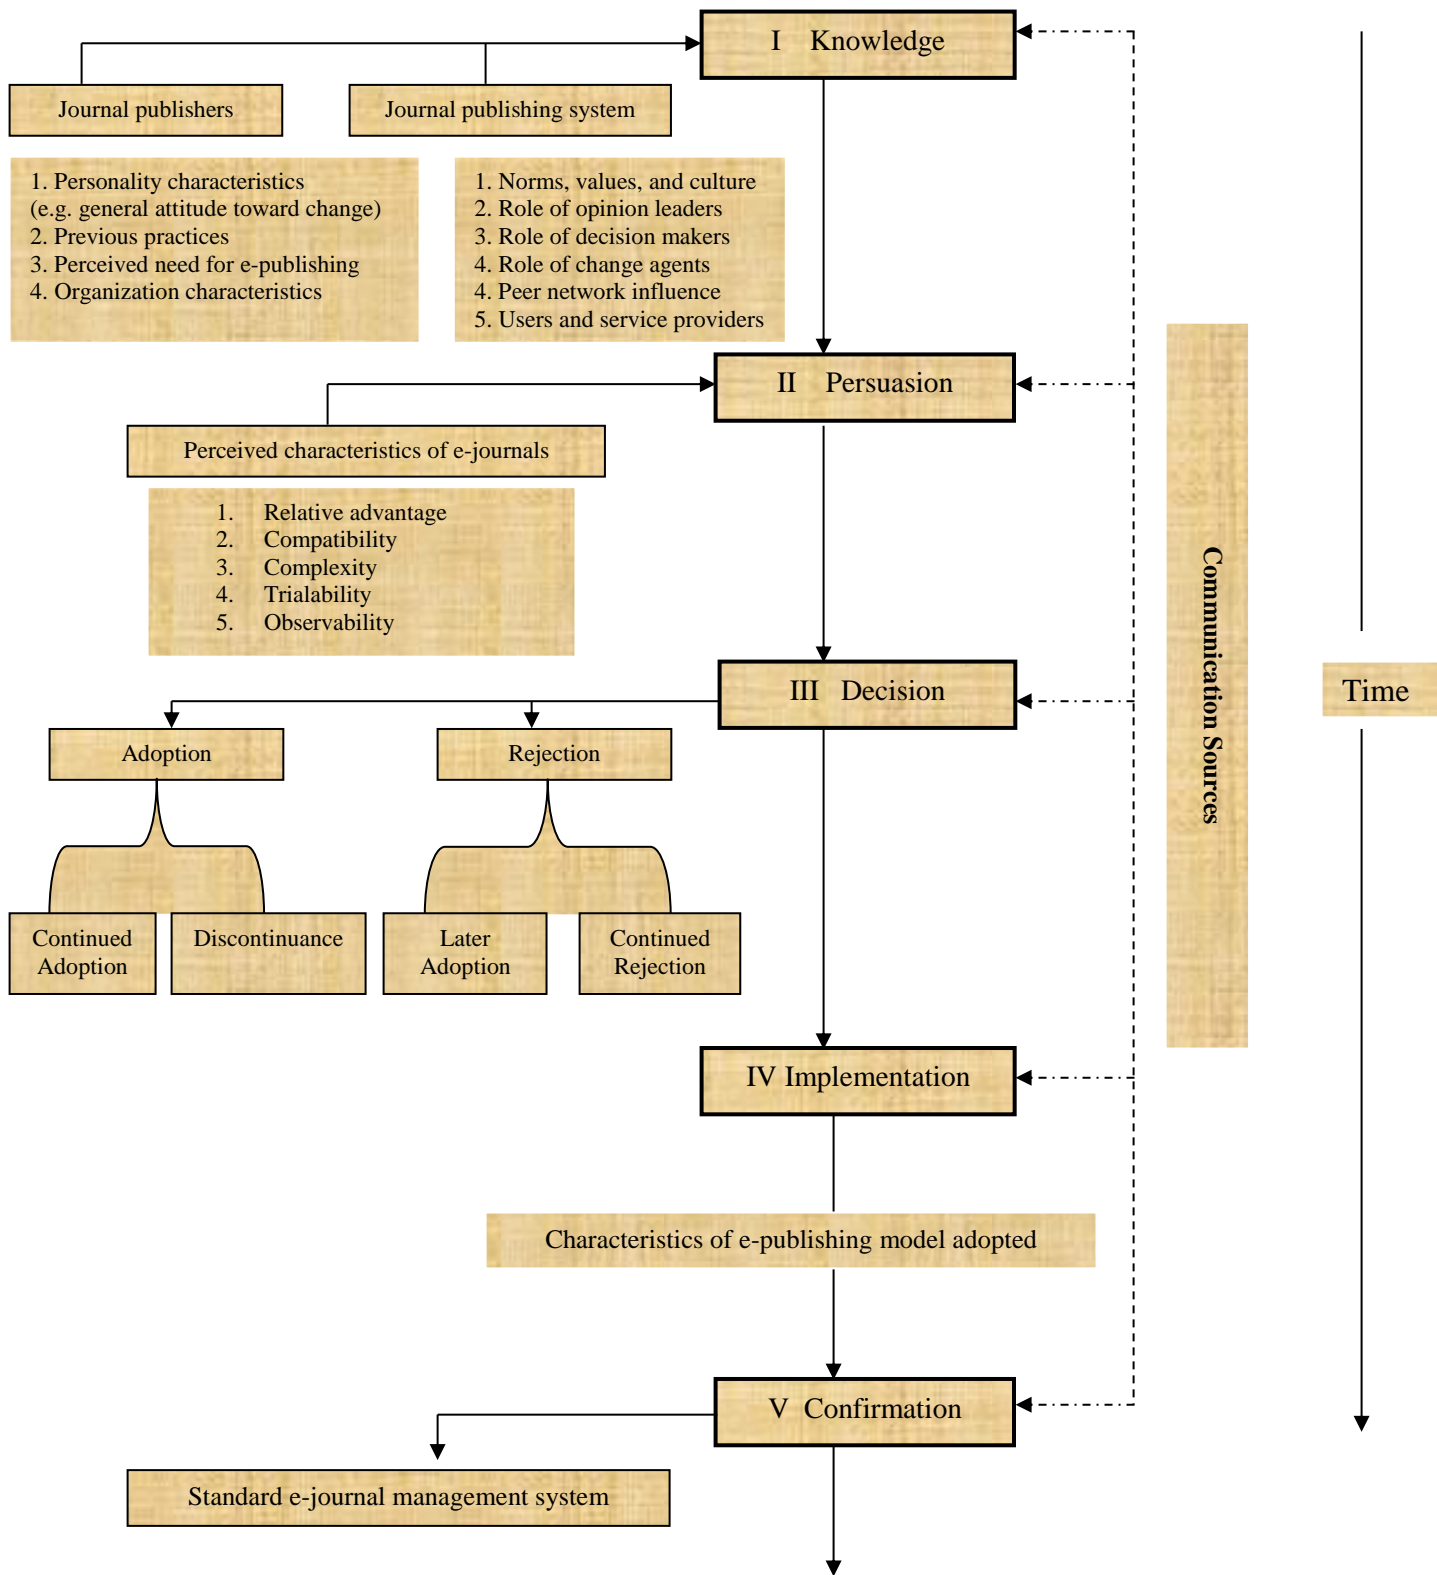 I Knowledge
Journal publishers
Journal publishing system
1. Personality characteristics
(e.g. general attitude toward change)
2. Previous practices
3. Perceived need for e-publishing
4. Organization characteristics
1. Norms, values, and culture
2. Role of opinion leaders
3. Role of decision makers
4. Role of change agents
4. Peer network influence
5. Users and service providers
II Persuasion
Perceived characteristics of e-journals
1. Relative advantage
2. Compatibility
3. Complexity
4. Trialability
5. Observability
Communication Sources
Time
III Decision
Adoption
Rejection
Continued
Adoption
Discontinuance
Later
Adoption
Continued
Rejection
IV Implementation
Characteristics of e-publishing model adopted
V Confirmation
Standard e-journal management system